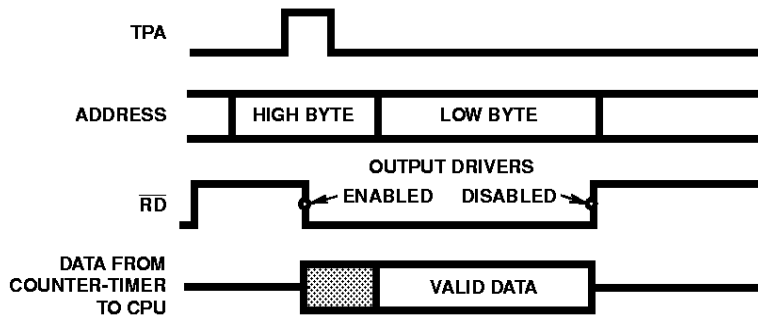 TPA
ADDRESS
HIGH BYTE
LOW BYTE
OUTPUT DRIVERS
RD
ENABLED
DISABLED
DATA FROM
COUNTER-TIMER
TO CPU
VALID DATA